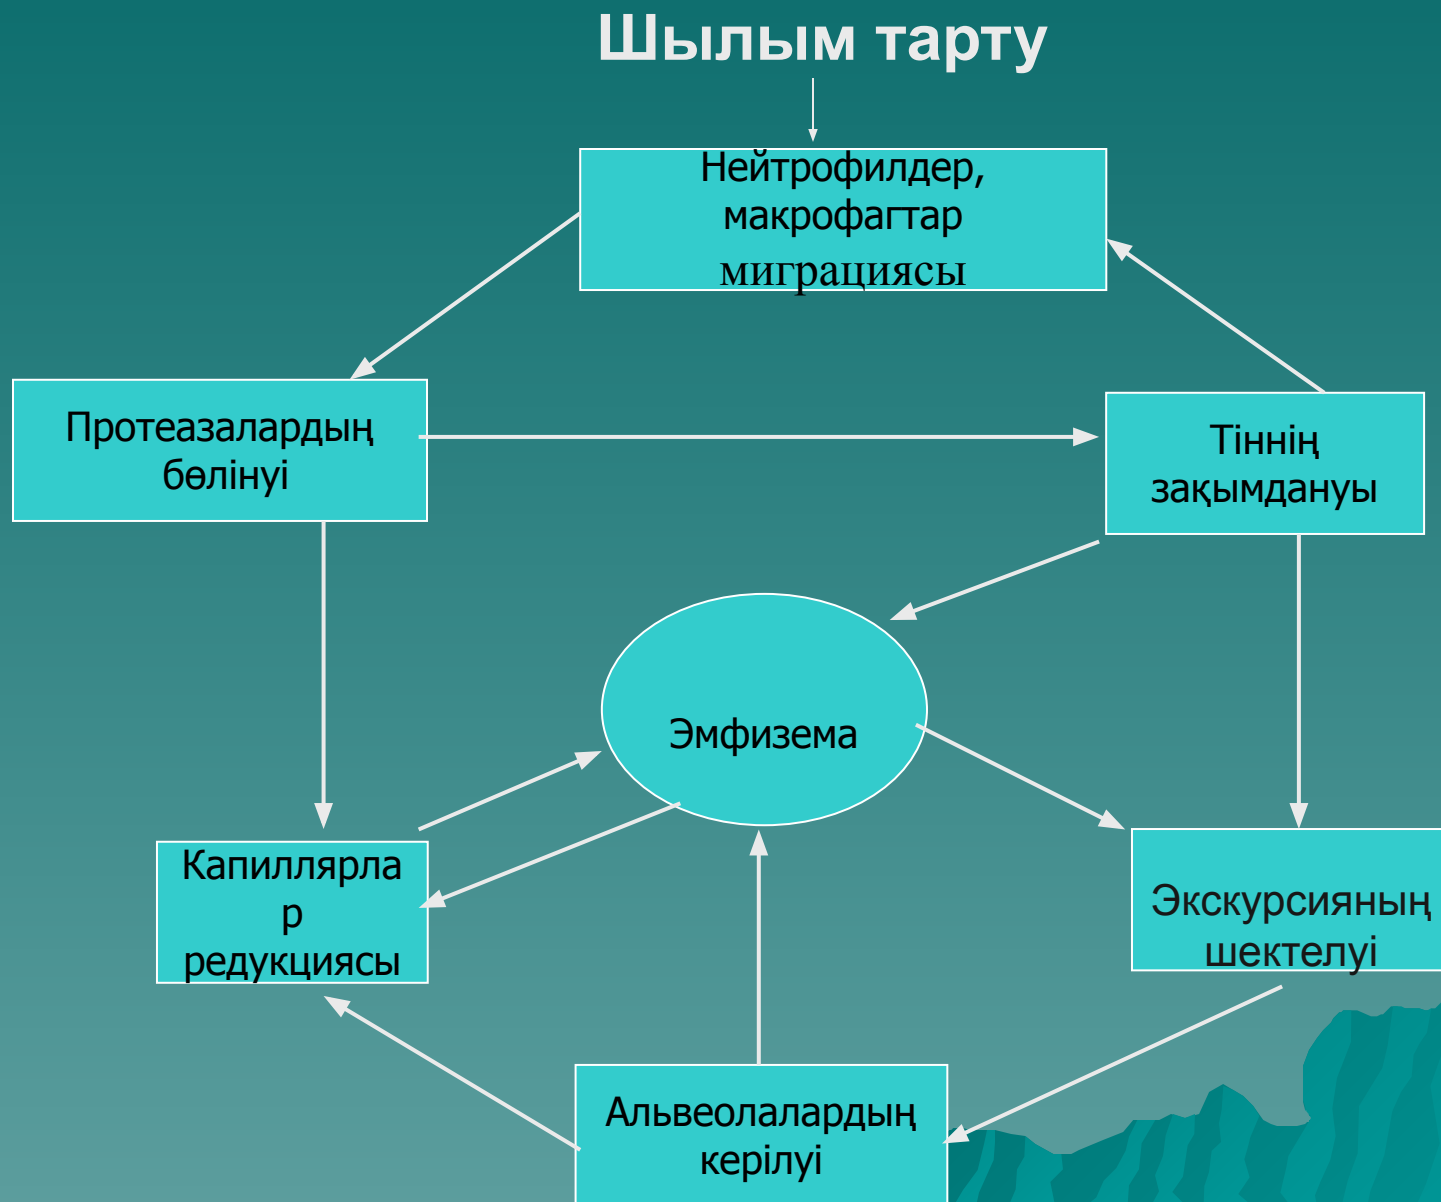 Шылым тарту
Нейтрофилдер,
макрофагтар
миграциясы
Протеазалардың
бөлінуі
Тіннің
зақымдануы
Эмфизема
Капиллярла
р
редукциясы
Экскурсияның
шектелуі
Альвеолалардың
керілуі